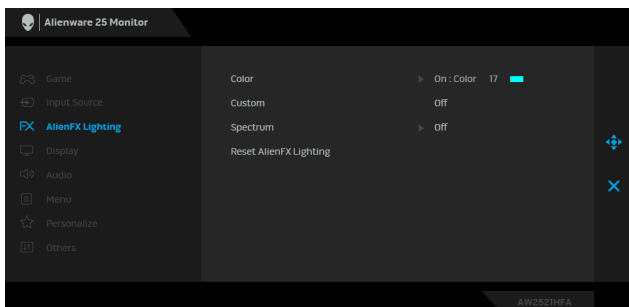 Alienware 25 Monitor
Game
Input Source
AlienFX Lighting
Display
Audio
Menu
Personalize
Others
Color On : Color 17
Custom Off
Spectrum Off
Reset AlienFX Lighting
AW2521HFA